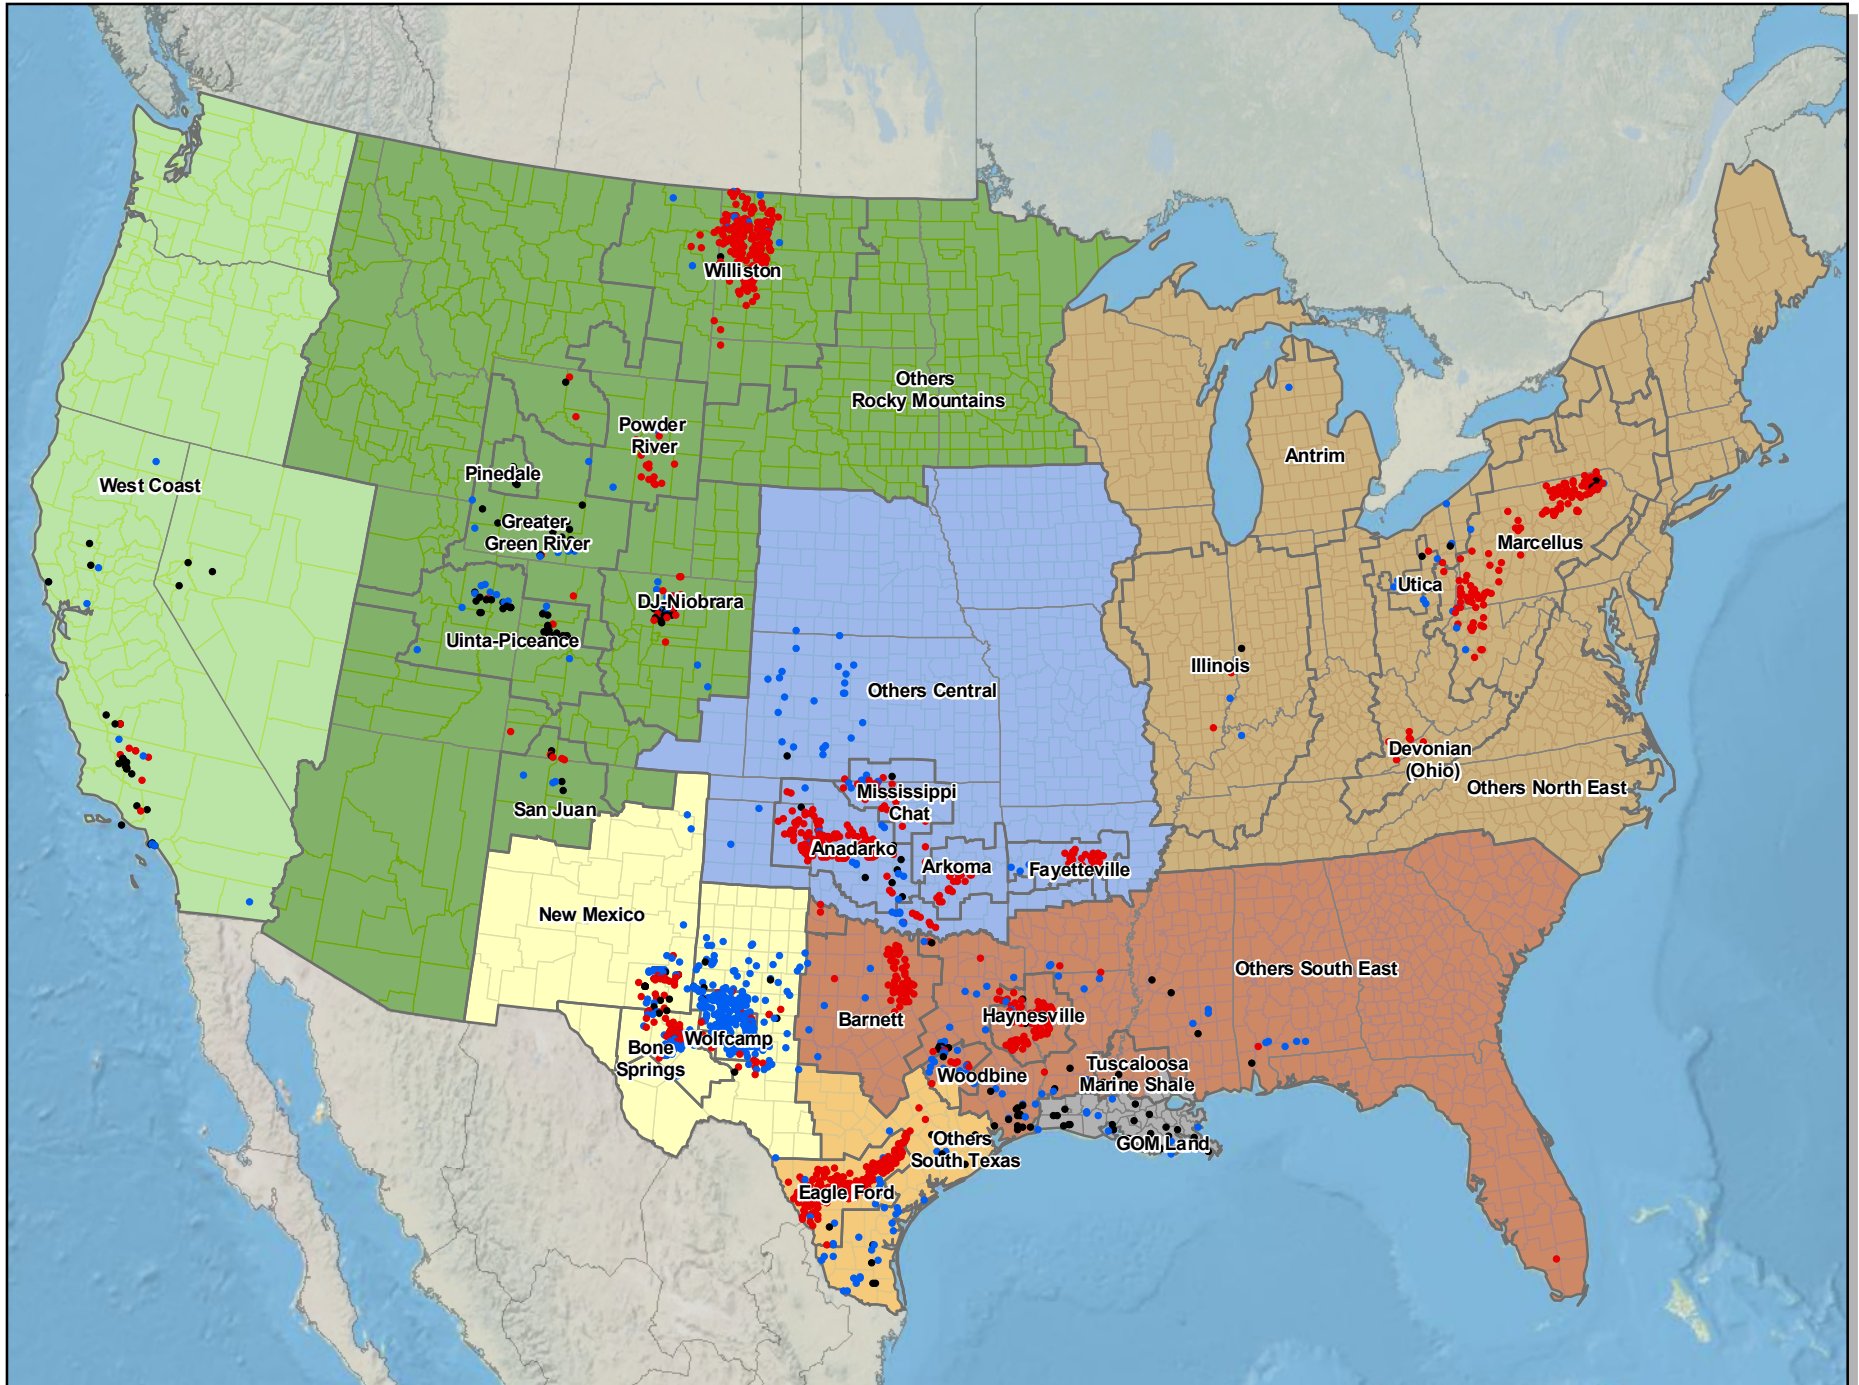 Williston
Others
Rocky Mountains
Powder
River
Antrim
Pinedale
West Coast
Greater
Green River
Marcellus
Utica
DJ-Niobrara
Uinta-Piceance
Illinois
Others Central
Devonian
(Ohio)
Others North East
Mississippi
Chat
San Juan
Anadarko
Arkoma
Fayetteville
New Mexico
Others South East
Haynesville
Barnett
Wolfcamp
Bone
Springs
Tuscaloosa
Marine Shale
Woodbine
Others
South Texas
GOM Land
Eagle Ford